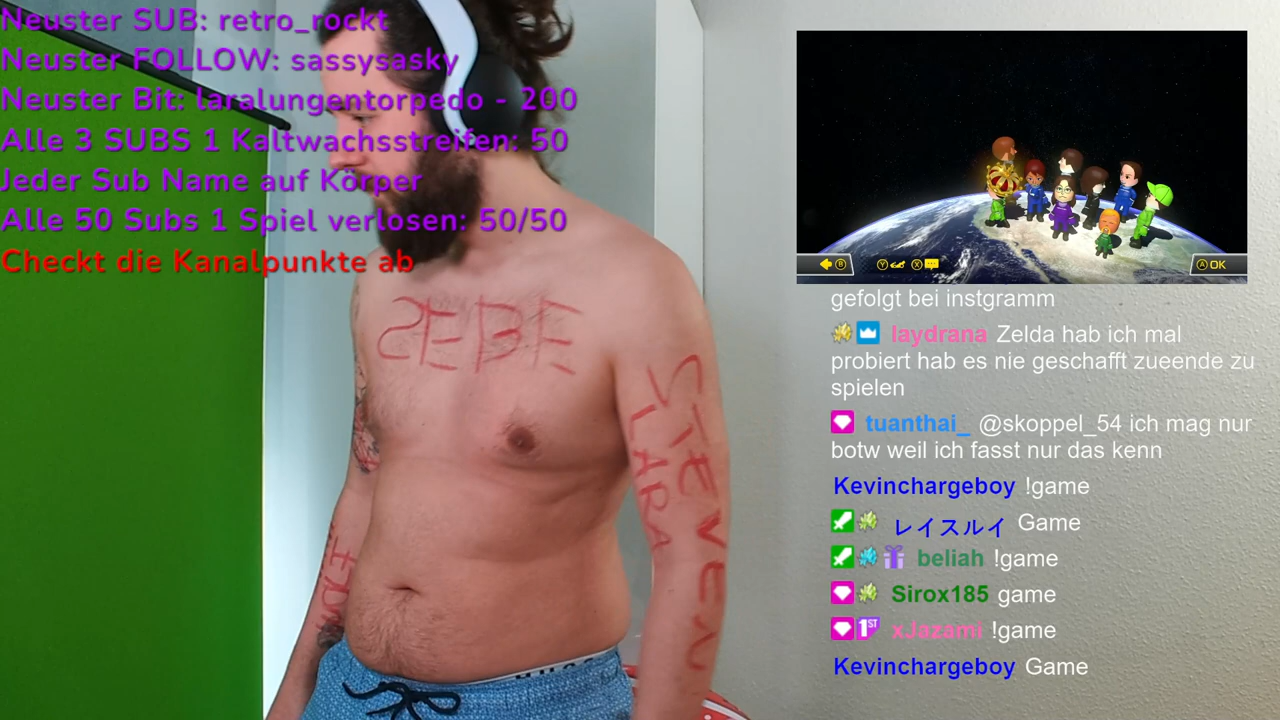 Neuster SUB: retro_rockt
Neuster FOLLOW: sassysasky
Neuster Bit: laralungentorpedo - 200
Alle 3 SUBS 1 Kaltwachsstreifen: 50
Jeder Sub Name auf Körper
Alle 50 Subs 1 Spiel verlosen: 50/50
Checkt die Kanalpunkte ab
SEBE
STEVEN
LARA
B
Y
X
A OK
gefolgt bei instgramm
laydrana Zelda hab ich mal
probiert hab es nie geschafft zueende zu
spielen
tuanthai_ @skoppel_54 ich mag nur
botw weil ich fasst nur das kenn
Kevinchargeboy !game
レイスルイ Game
beliah !game
Sirox185 game
1ST xJazami !game
Kevinchargeboy Game